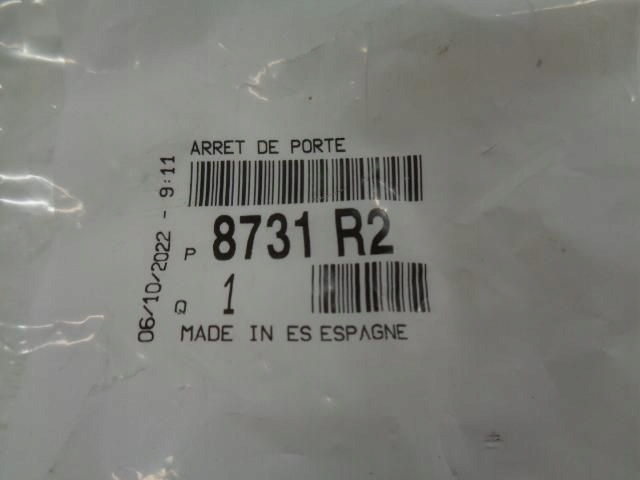 ARRET DE PORTE
P 8731 R2
Q 1
MADE IN ES ESPAGNE
06/10/2022 - 9:11